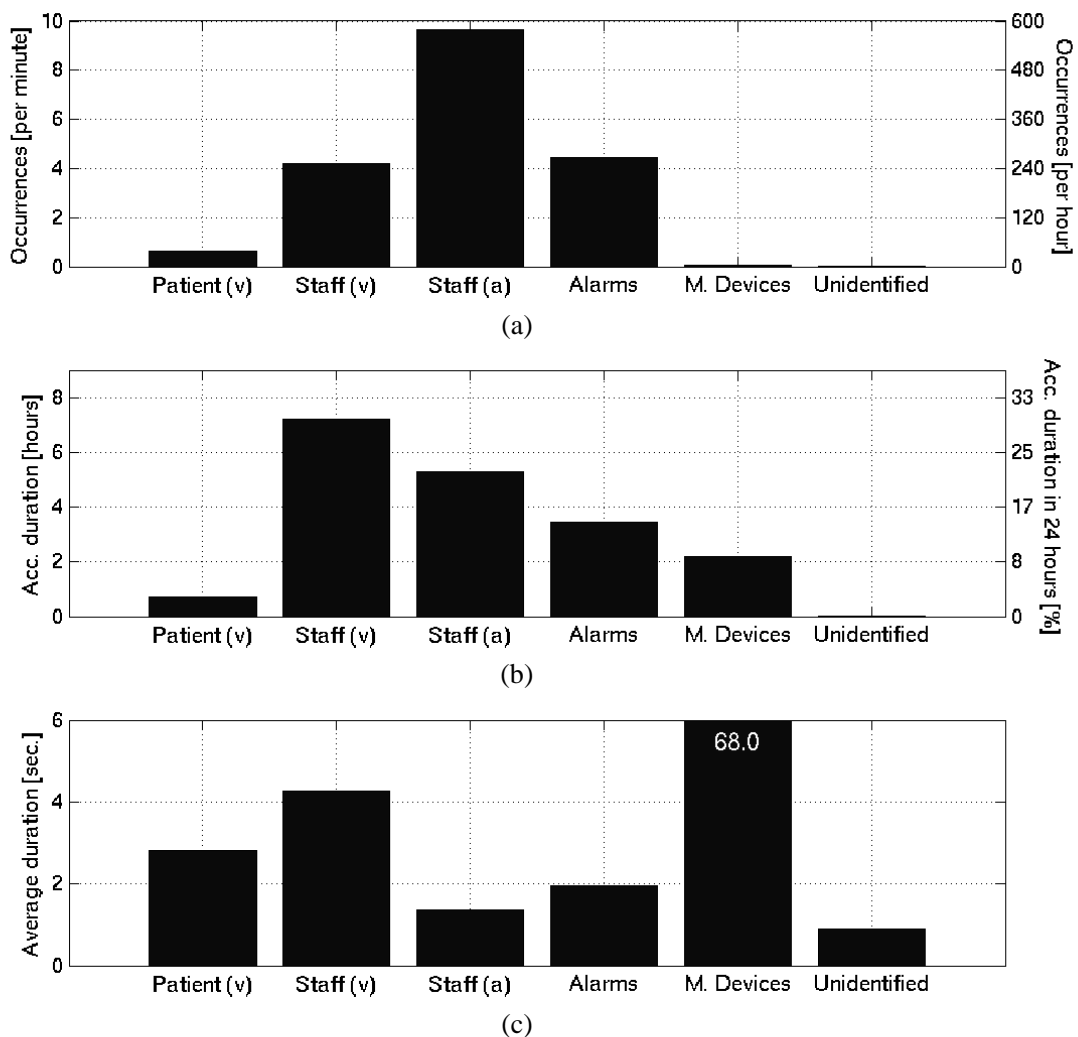 Occurrences [per minute]
10
8
6
4
2
0
600
480
360
240
120
0
Occurrences [per hour]
Patient (v) Staff (v) Staff (a) Alarms M. Devices Unidentified
(a)
Acc. duration [hours]
8
6
4
2
0
33
25
17
8
0
Acc. duration in 24 hours [%]
Patient (v) Staff (v) Staff (a) Alarms M. Devices Unidentified
(b)
Average duration [sec.]
6
4
2
0
68.0
Patient (v) Staff (v) Staff (a) Alarms M. Devices Unidentified
(c)